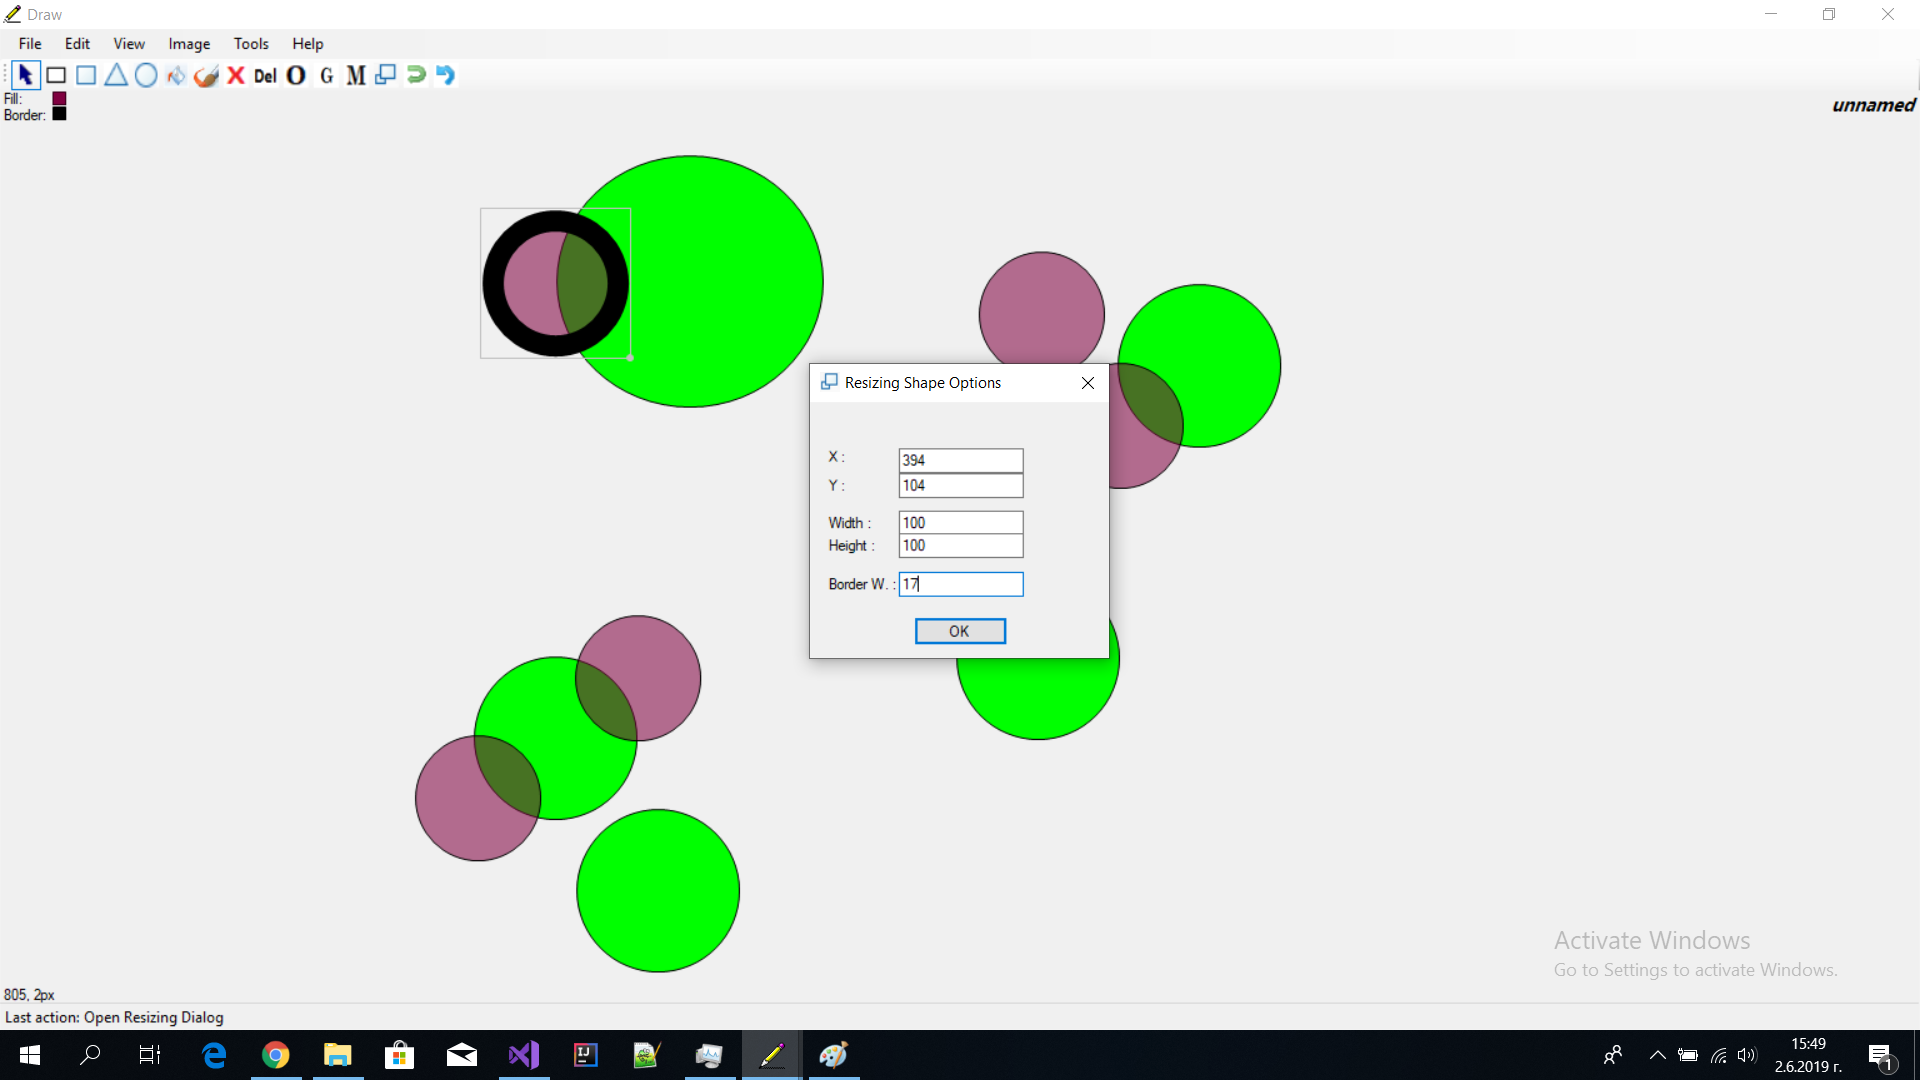 Draw
File Edit View Image Tools Help
Del O G M
Fill:
Border:
unnamed
Resizing Shape Options
X : 394
Y : 104
Width : 100
Height : 100
Border W. : 17
OK
Activate Windows
Go to Settings to activate Windows.
805, 2px
Last action: Open Resizing Dialog
IJ
15:49
2.6.2019 г.
1